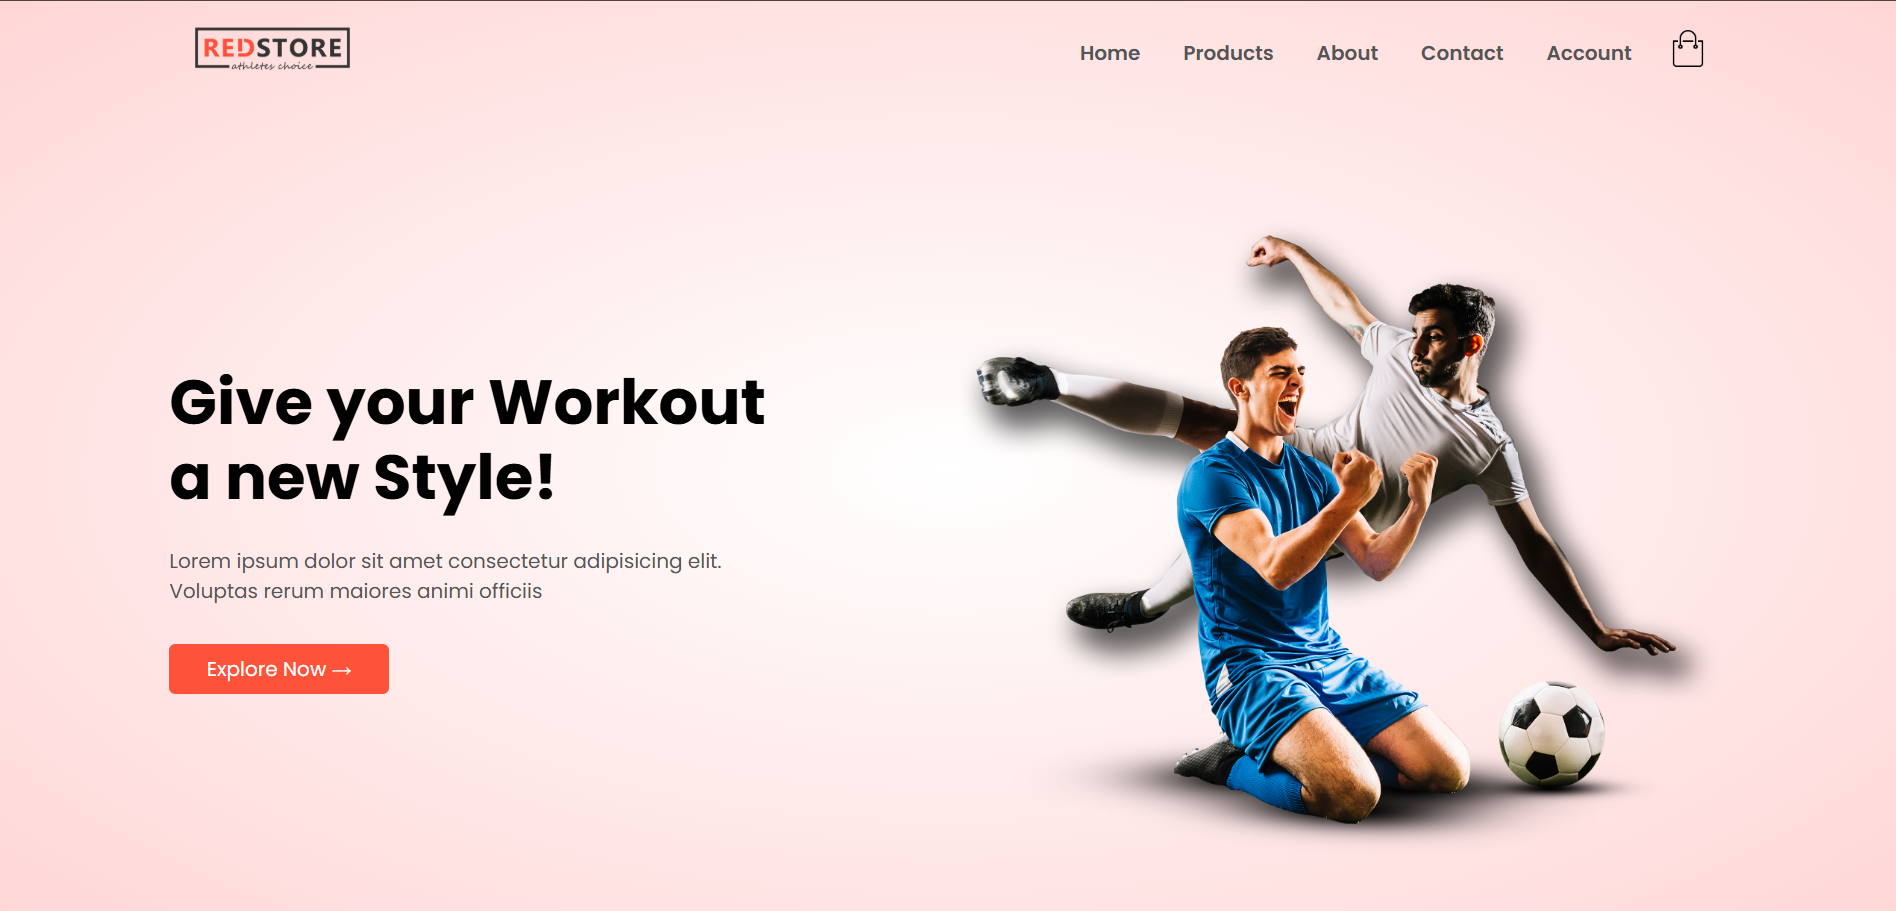 REDSTORE
athletes choice
Home Products About Contact Account
Give your Workout
a new Style!
Lorem ipsum dolor sit amet consectetur adipisicing elit.
Voluptas rerum maiores animi officiis
Explore Now →